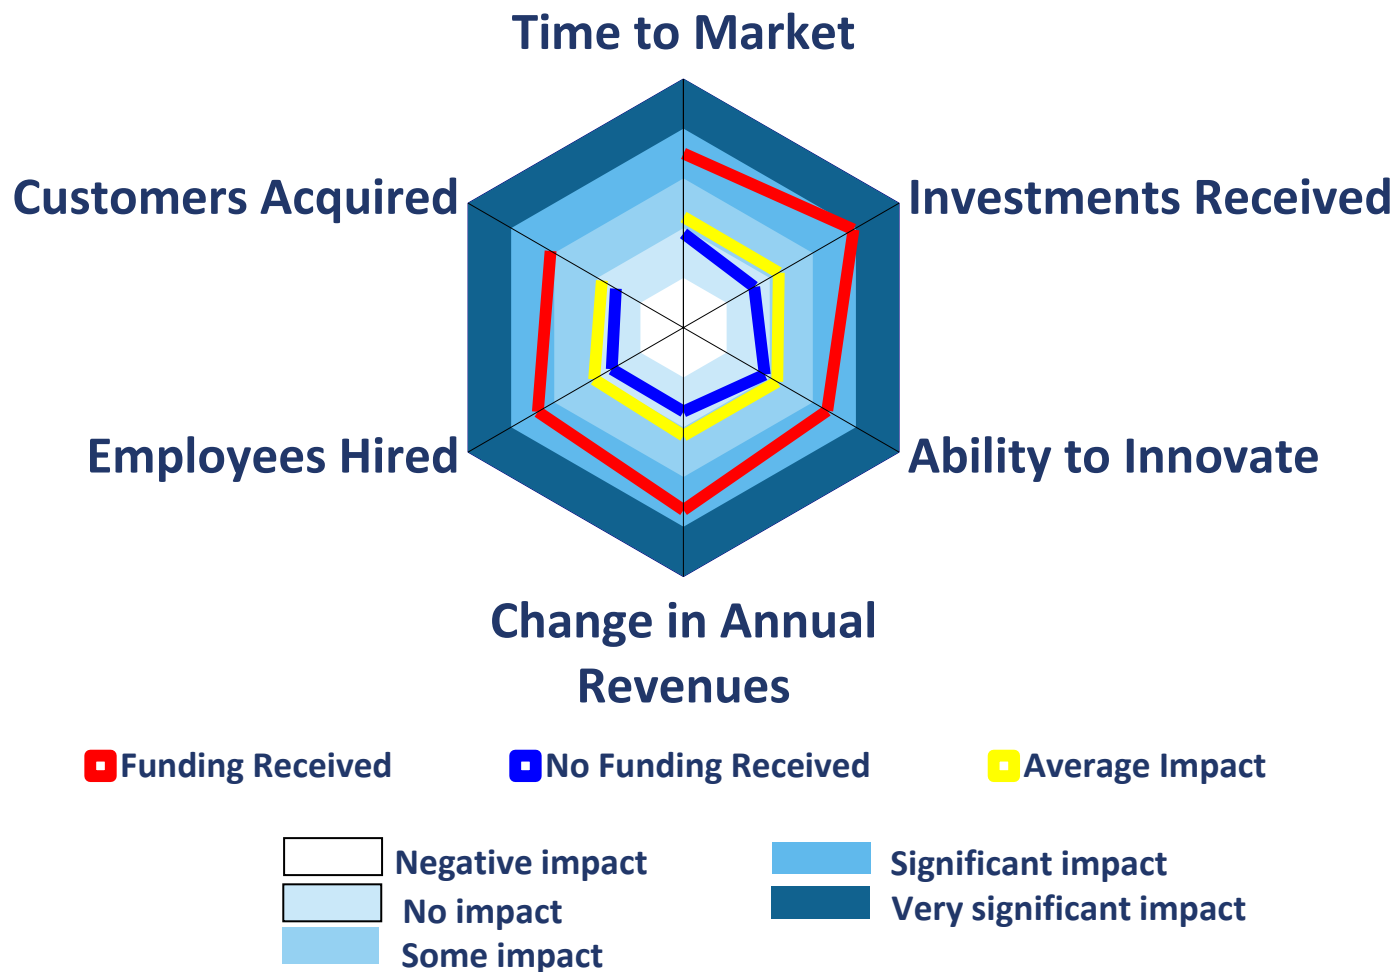 Time to Market
Customers Acquired
Investments Received
Employees Hired
Ability to Innovate
Change in Annual
Revenues
Funding Received
No Funding Received
Average Impact
Negative impact
Significant impact
No impact
Very significant impact
Some impact